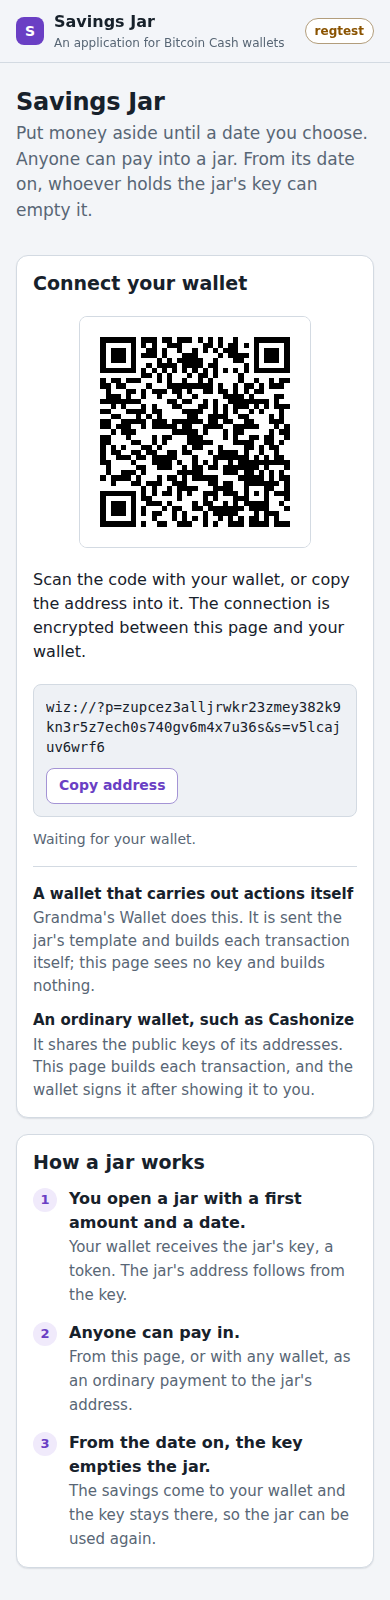 S
Savings Jar
An application for Bitcoin Cash wallets
regtest
Savings Jar
Put money aside until a date you choose.
Anyone can pay into a jar. From its date
on, whoever holds the jar's key can
empty it.
Connect your wallet
Scan the code with your wallet, or copy
the address into it. The connection is
encrypted between this page and your
wallet.
wiz://?p=zupcez3alljrwkr23zmey382k9
kn3r5z7ech0s740gv6m4x7u36s&s=v5lcaj
uv6wrf6
Copy address
Waiting for your wallet.
A wallet that carries out actions itself
Grandma's Wallet does this. It is sent the
jar's template and builds each transaction
itself; this page sees no key and builds
nothing.
An ordinary wallet, such as Cashonize
It shares the public keys of its addresses.
This page builds each transaction, and the
wallet signs it after showing it to you.
How a jar works
1
You open a jar with a first
amount and a date.
Your wallet receives the jar's key, a
token. The jar's address follows from
the key.
2
Anyone can pay in.
From this page, or with any wallet, as
an ordinary payment to the jar's
address.
3
From the date on, the key
empties the jar.
The savings come to your wallet and
the key stays there, so the jar can be
used again.